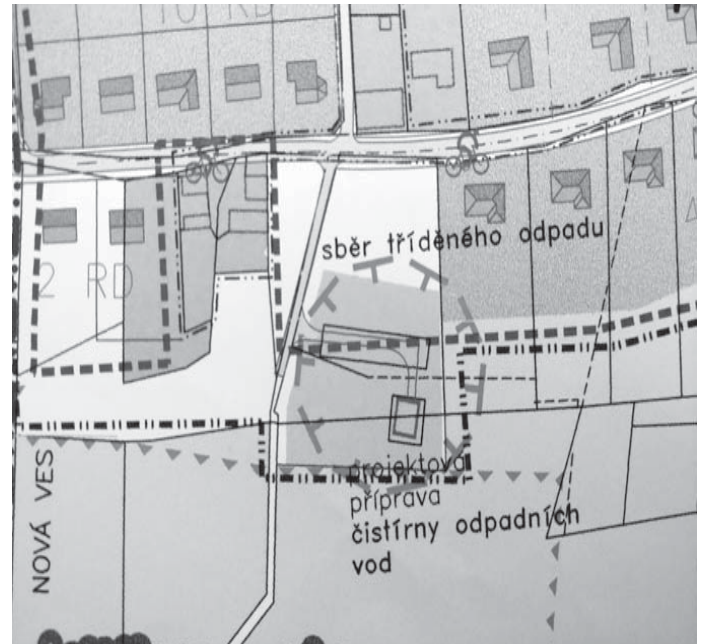 10 RD
sběr tříděného odpadu
2 RD
NOVÁ VES
projektová
příprava
čistírny odpadních
vod